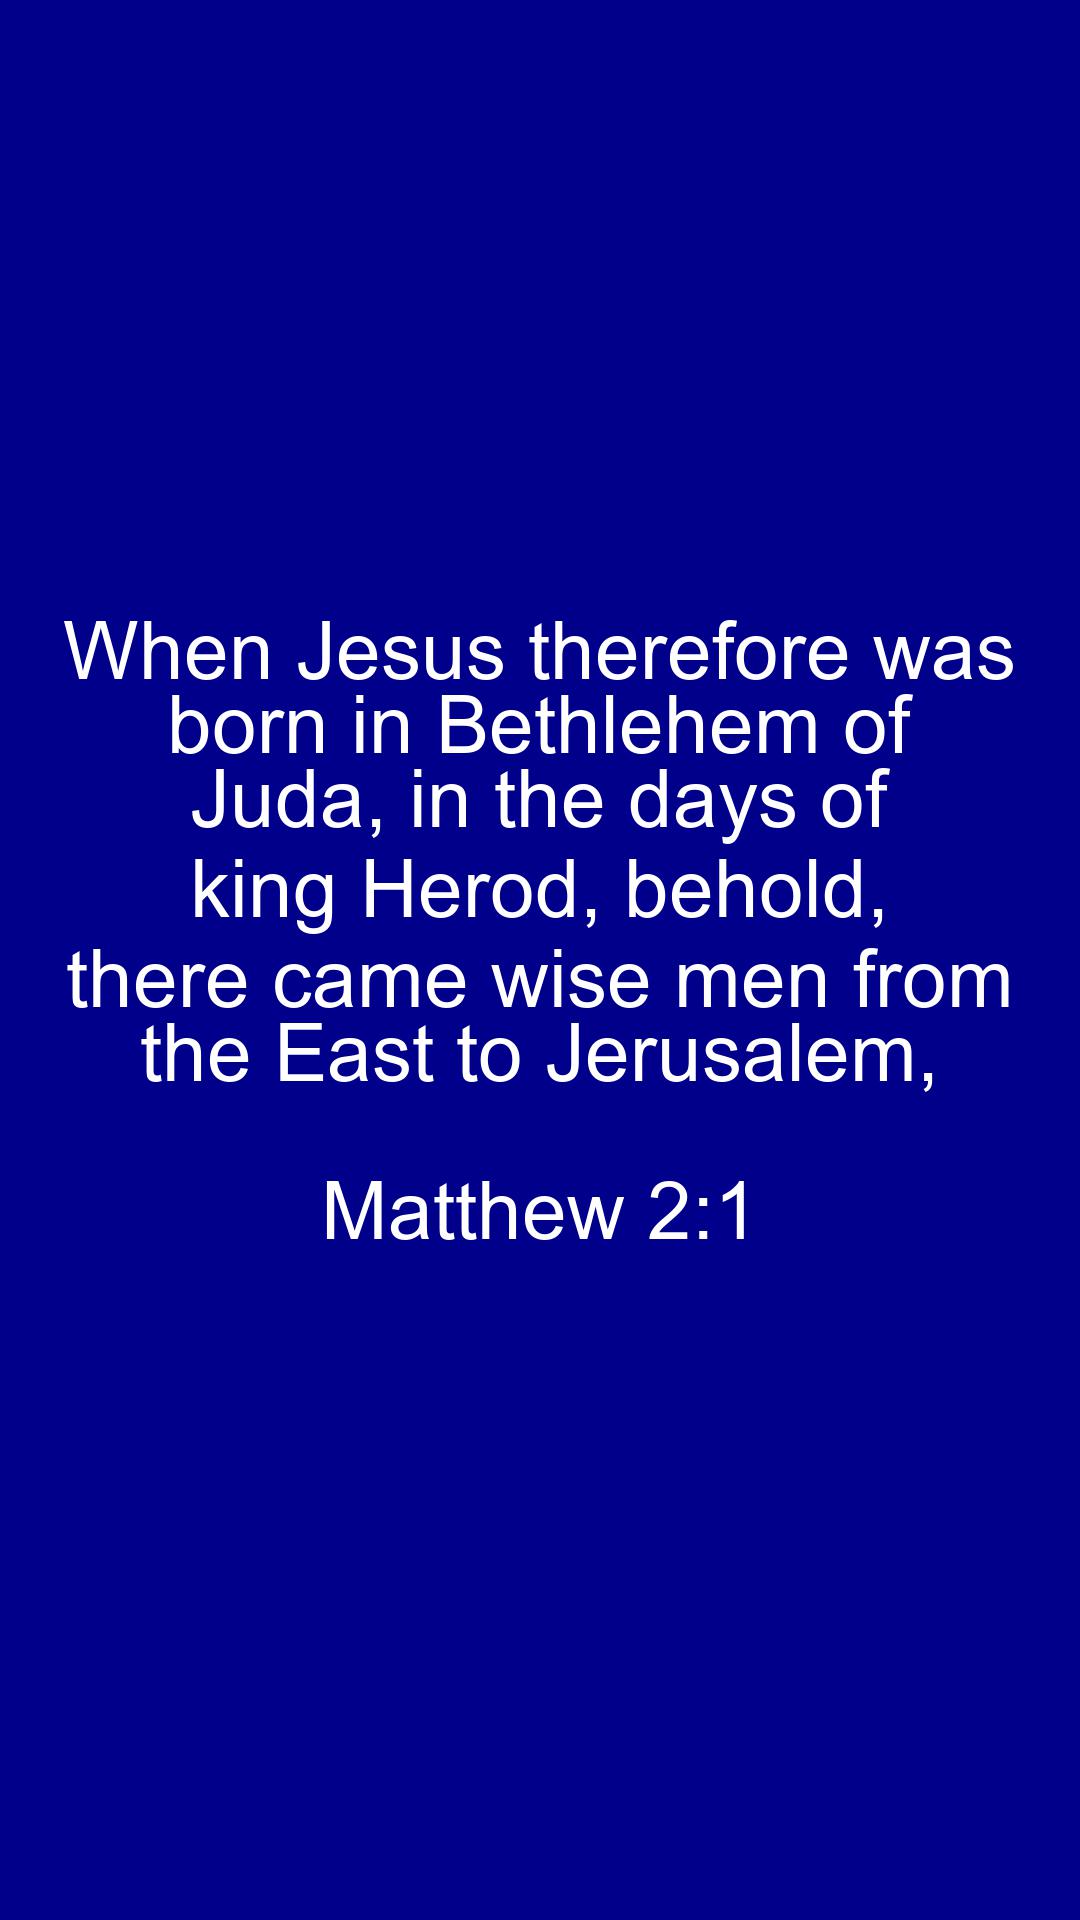 When Jesus therefore was
born in Bethlehem of
Juda, in the days of
king Herod, behold,
there came wise men from
the East to Jerusalem,
Matthew 2:1